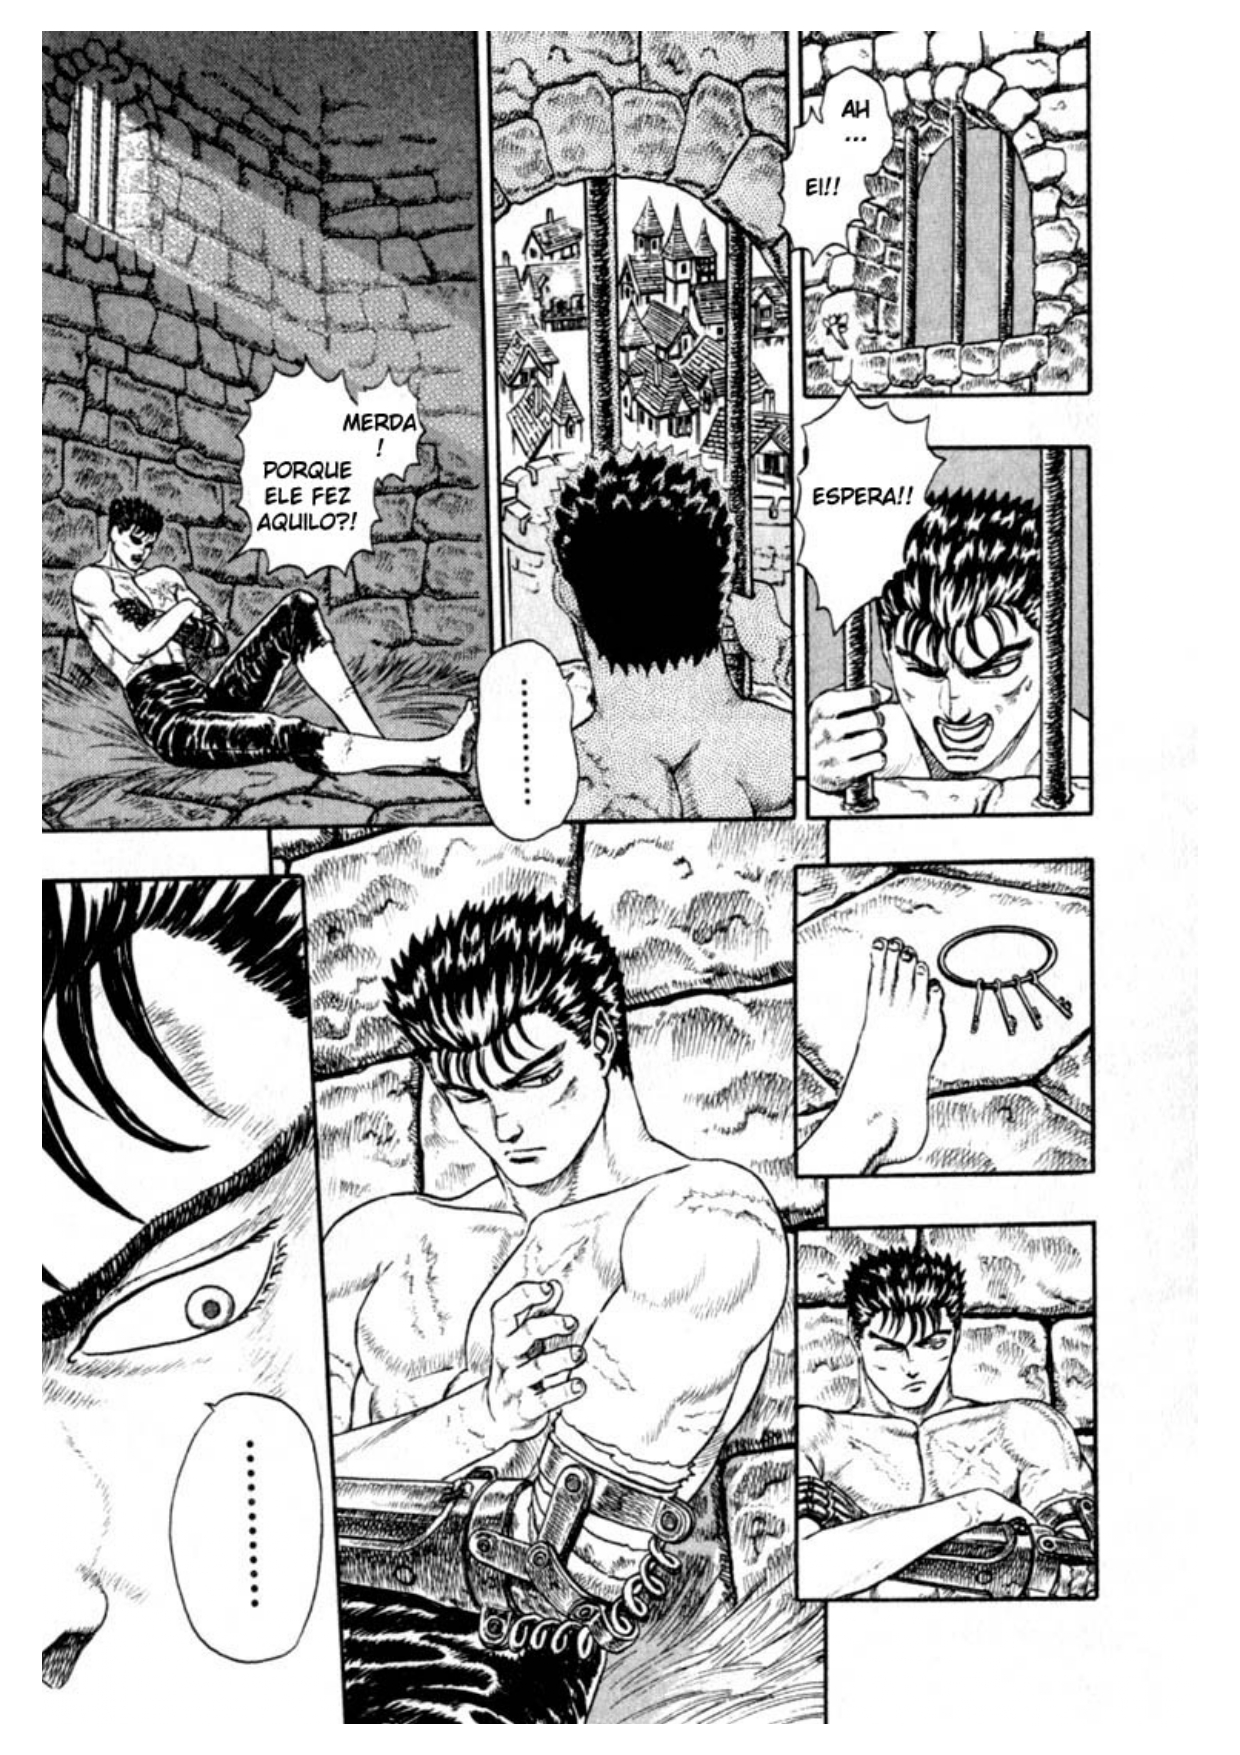 AH
...
EI!!
ESPERA!!
..........
MERDA
!
PORQUE
ELE FEZ
AQUILO?!
..........